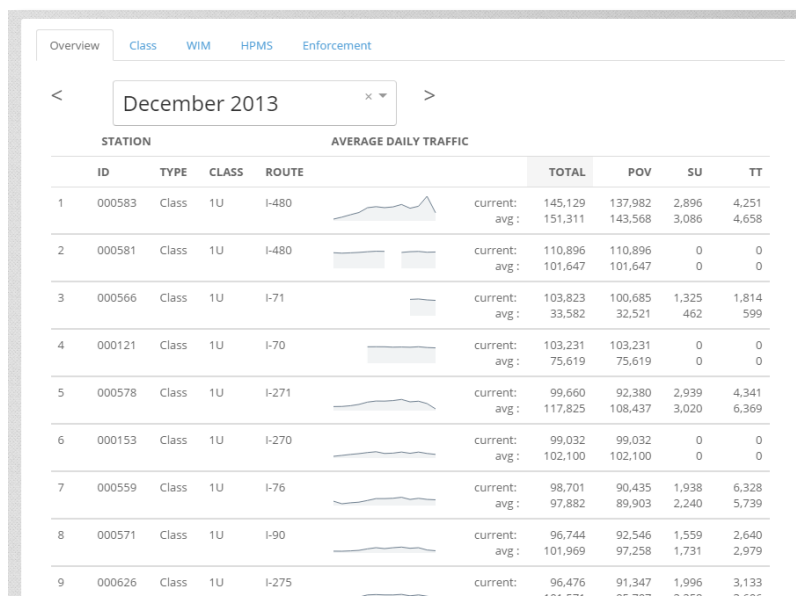 Overview Class WIM HPMS Enforcement
< December 2013 × >
STATION AVERAGE DAILY TRAFFIC
ID TYPE CLASS ROUTE TOTAL POV SU TT
1 000583 Class 1U I-480 current: 145,129 137,982 2,896 4,251
avg : 151,311 143,568 3,086 4,658
2 000581 Class 1U I-480 current: 110,896 110,896 0 0
avg : 101,647 101,647 0 0
3 000566 Class 1U I-71 current: 103,823 100,685 1,325 1,814
avg : 33,582 32,521 462 599
4 000121 Class 1U I-70 current: 103,231 103,231 0 0
avg : 75,619 75,619 0 0
5 000578 Class 1U I-271 current: 99,660 92,380 2,939 4,341
avg : 117,825 108,437 3,020 6,369
6 000153 Class 1U I-270 current: 99,032 99,032 0 0
avg : 102,100 102,100 0 0
7 000559 Class 1U I-76 current: 98,701 90,435 1,938 6,328
avg : 97,882 89,903 2,240 5,739
8 000571 Class 1U I-90 current: 96,744 92,546 1,559 2,640
avg : 101,969 97,258 1,731 2,979
9 000626 Class 1U I-275 current: 96,476 91,347 1,996 3,133